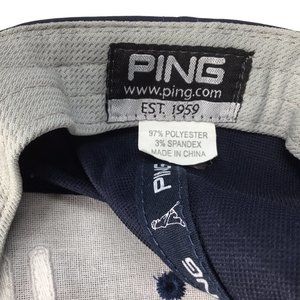 PING
www.ping.com
EST. 1959
97% POLYESTER
3% SPANDEX
MADE IN CHINA
PING